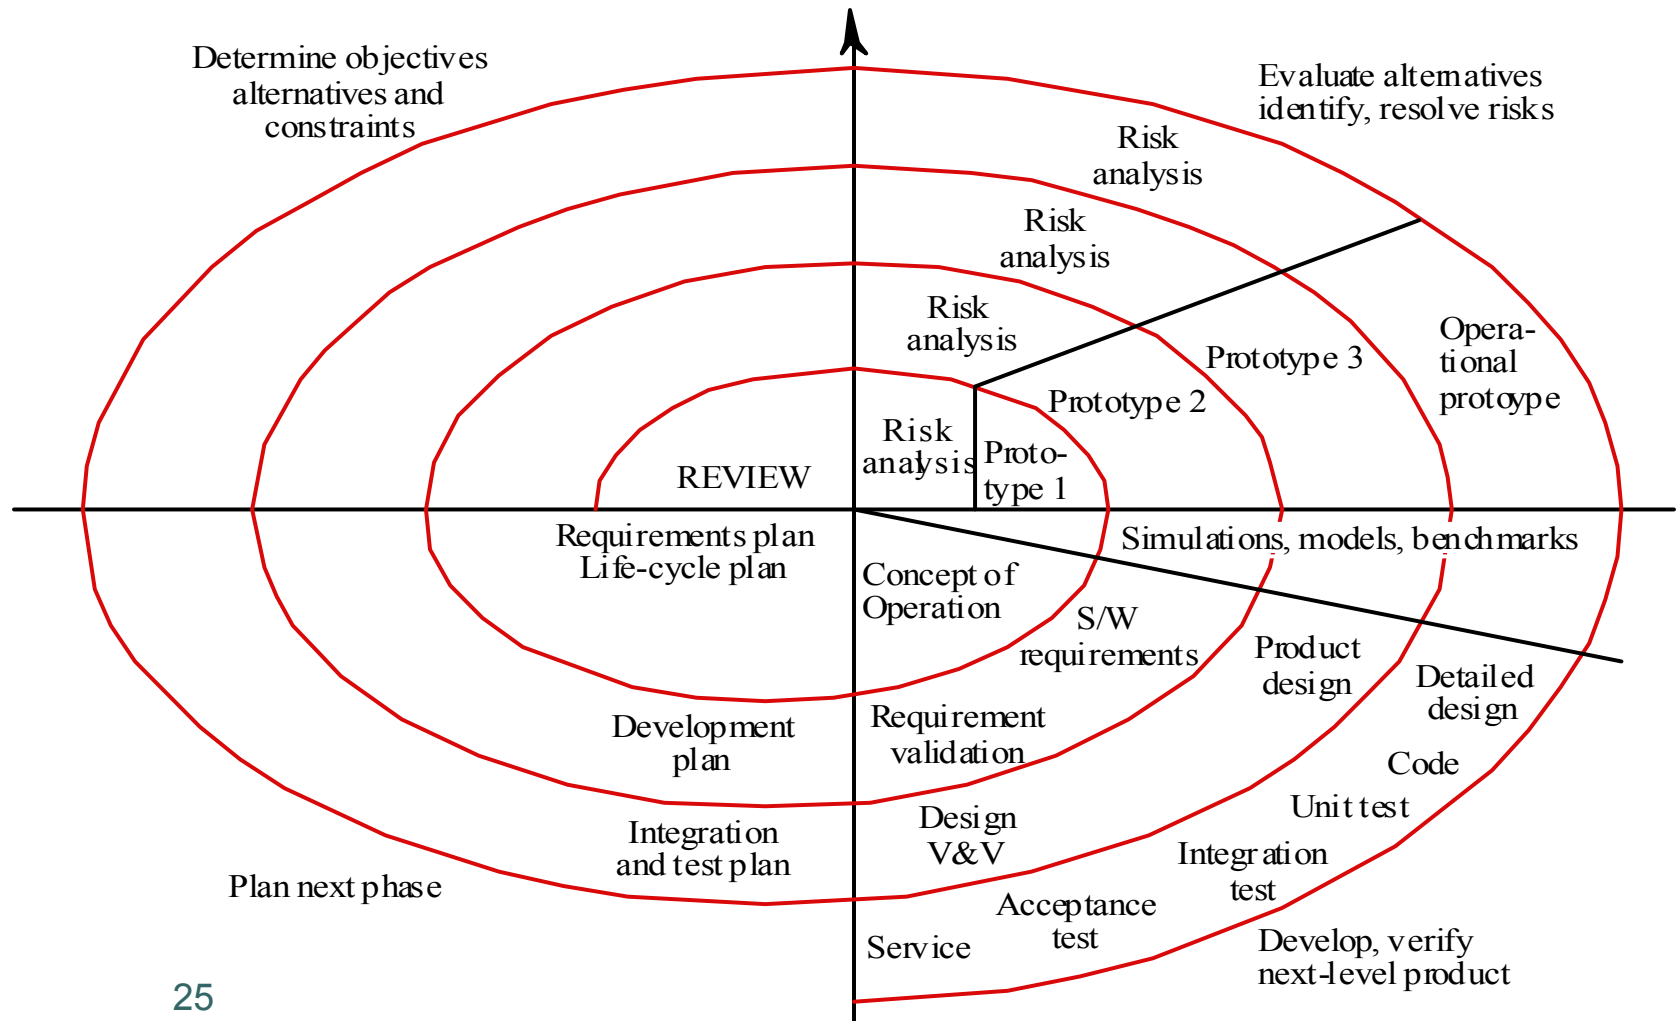 Determine objectives
alternatives and
constraints
Evaluate alternatives
identify, resolve risks
Risk
analysis
Risk
analysis
Risk
analysis
Risk
analysis
Proto-
type 1
Prototype 2
Prototype 3
Opera-
tional
protoype
REVIEW
Requirements plan
Life-cycle plan
Concept of
Operation
Simulations, models, benchmarks
S/W
requirements
Product
design
Detailed
design
Development
plan
Requirement
validation
Code
Unit test
Integration
and test plan
Design
V&V
Integration
test
Plan next phase
Acceptance
test
Service
Develop, verify
next-level product
25